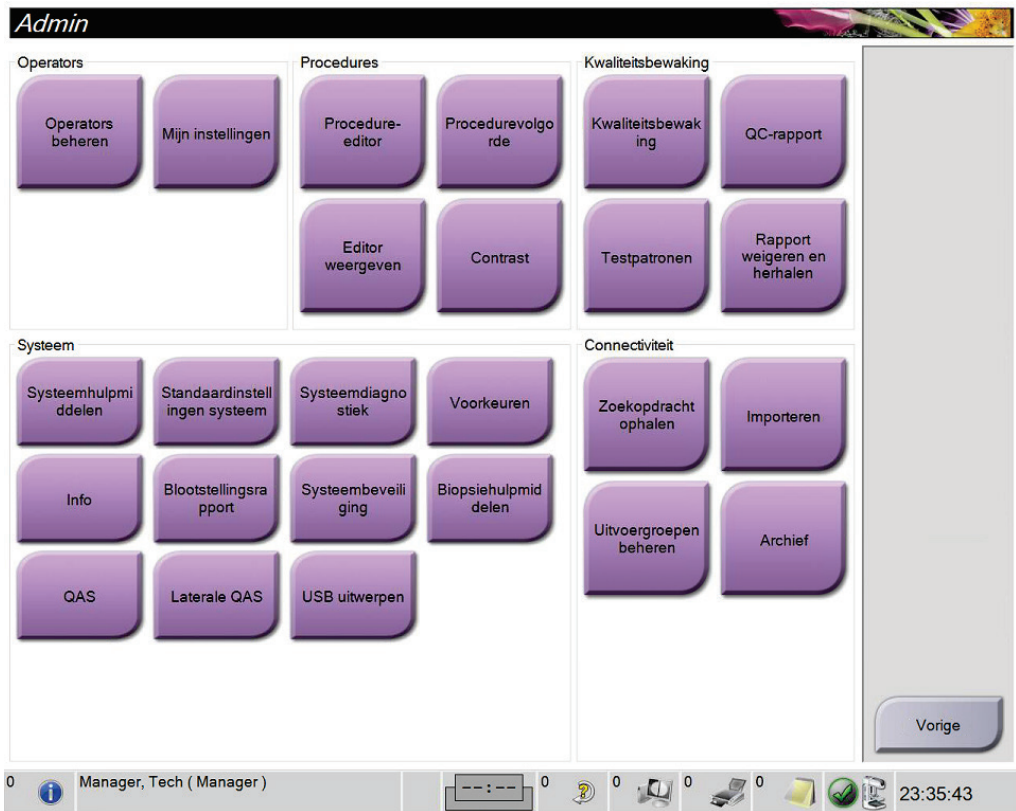 Admin
Operators
Operators
beheren
Mijn instellingen
Procedures
Procedure-
editor
Procedurevolgo
rde
Editor
weergeven
Contrast
Kwaliteitsbewaking
Kwaliteitsbewak
ing
QC-rapport
Testpatronen
Rapport
weigeren en
herhalen
Systeem
Systeemhulpmi
ddelen
Standaardinstell
ingen systeem
Systeemdiagno
stiek
Voorkeuren
Info
Blootstellingsra
pport
Systeembeveili
ging
Biopsiehulpmid
delen
QAS
Laterale QAS
USB uitwerpen
Connectiviteit
Zoekopdracht
ophalen
Importeren
Uitvoergroepen
beheren
Archief
Vorige
0 Manager, Tech ( Manager ) --:-- 0 0 0 0 23:35:43